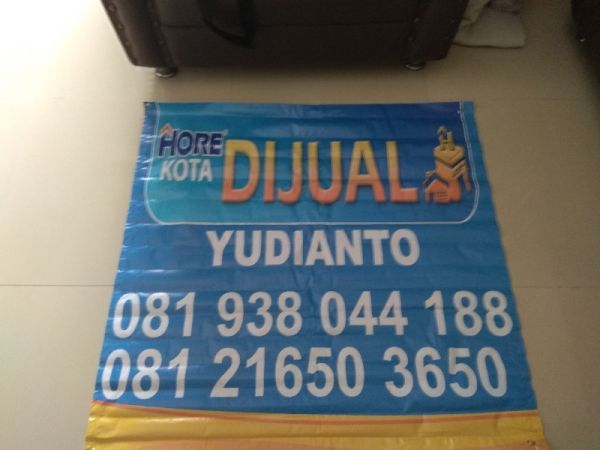 HORE
KOTA
DIJUAL
YUDIANTO
081 938 044 188
081 21650 3650